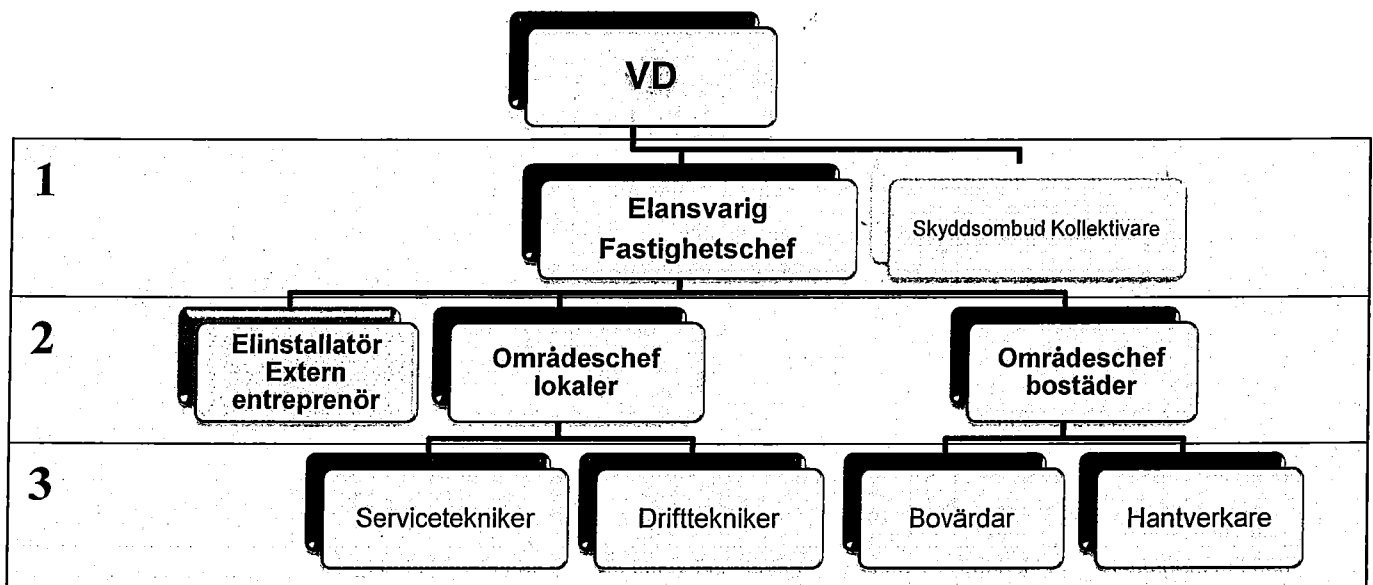 VD
1
Elansvarig
Fastighetschef
Skyddsombud Kollektivare
2
Elinstallatör
Extern
entreprenör
Områdeschef
lokaler
Områdeschef
bostäder
3
Servicetekniker
Drifttekniker
Bovärdar
Hantverkare